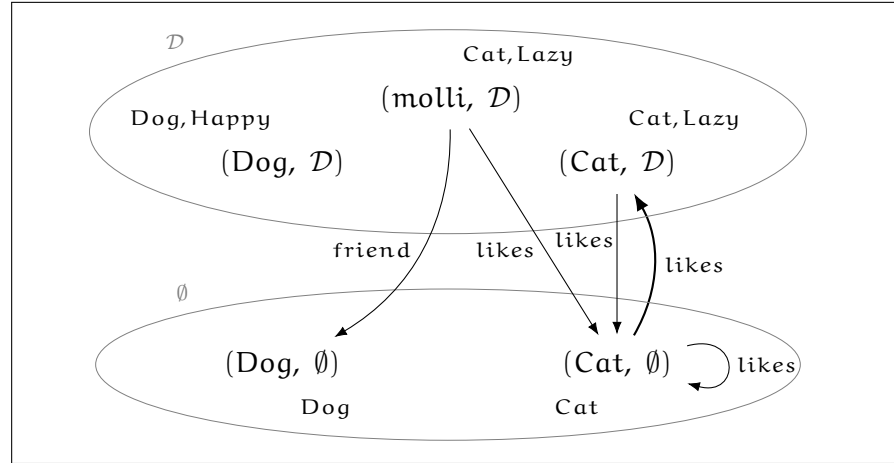 𝒟
Cat,Lazy
(molli, 𝒟)
Dog,Happy
Cat,Lazy
(Dog, 𝒟)
(Cat, 𝒟)
friend
likes
likes
likes
∅
(Dog, ∅)
(Cat, ∅)
likes
Dog
Cat